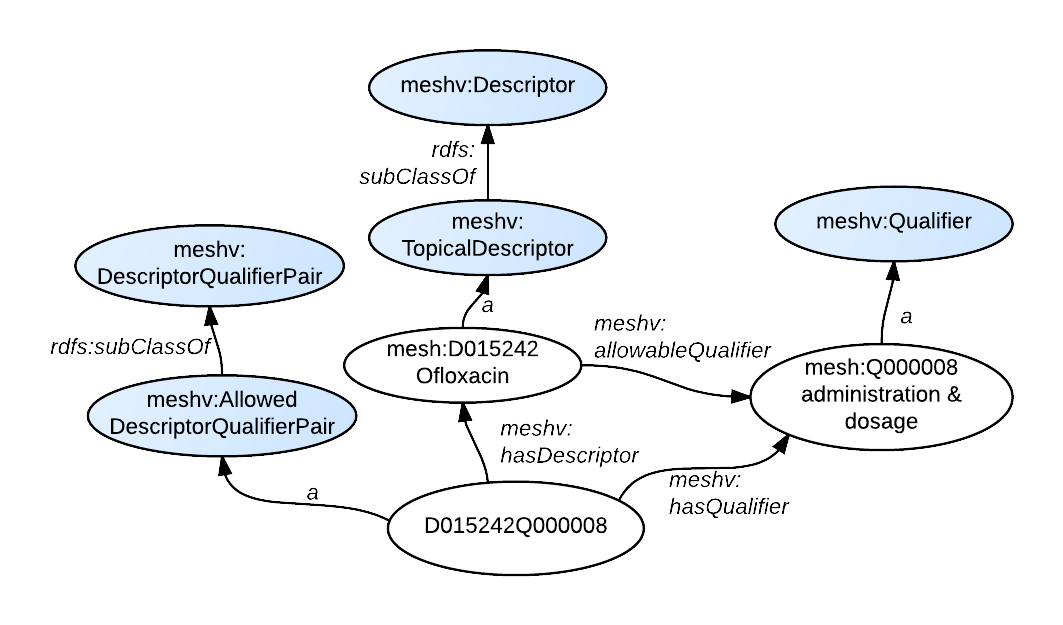 meshv:Descriptor
rdfs:
subClassOf
meshv:
TopicalDescriptor
meshv:Qualifier
meshv:
DescriptorQualifierPair
a
a
rdfs:subClassOf
mesh:D015242
Ofloxacin
meshv:
allowableQualifier
mesh:Q000008
administration &
dosage
meshv:Allowed
DescriptorQualifierPair
meshv:
hasDescriptor
meshv:
hasQualifier
a
D015242Q000008